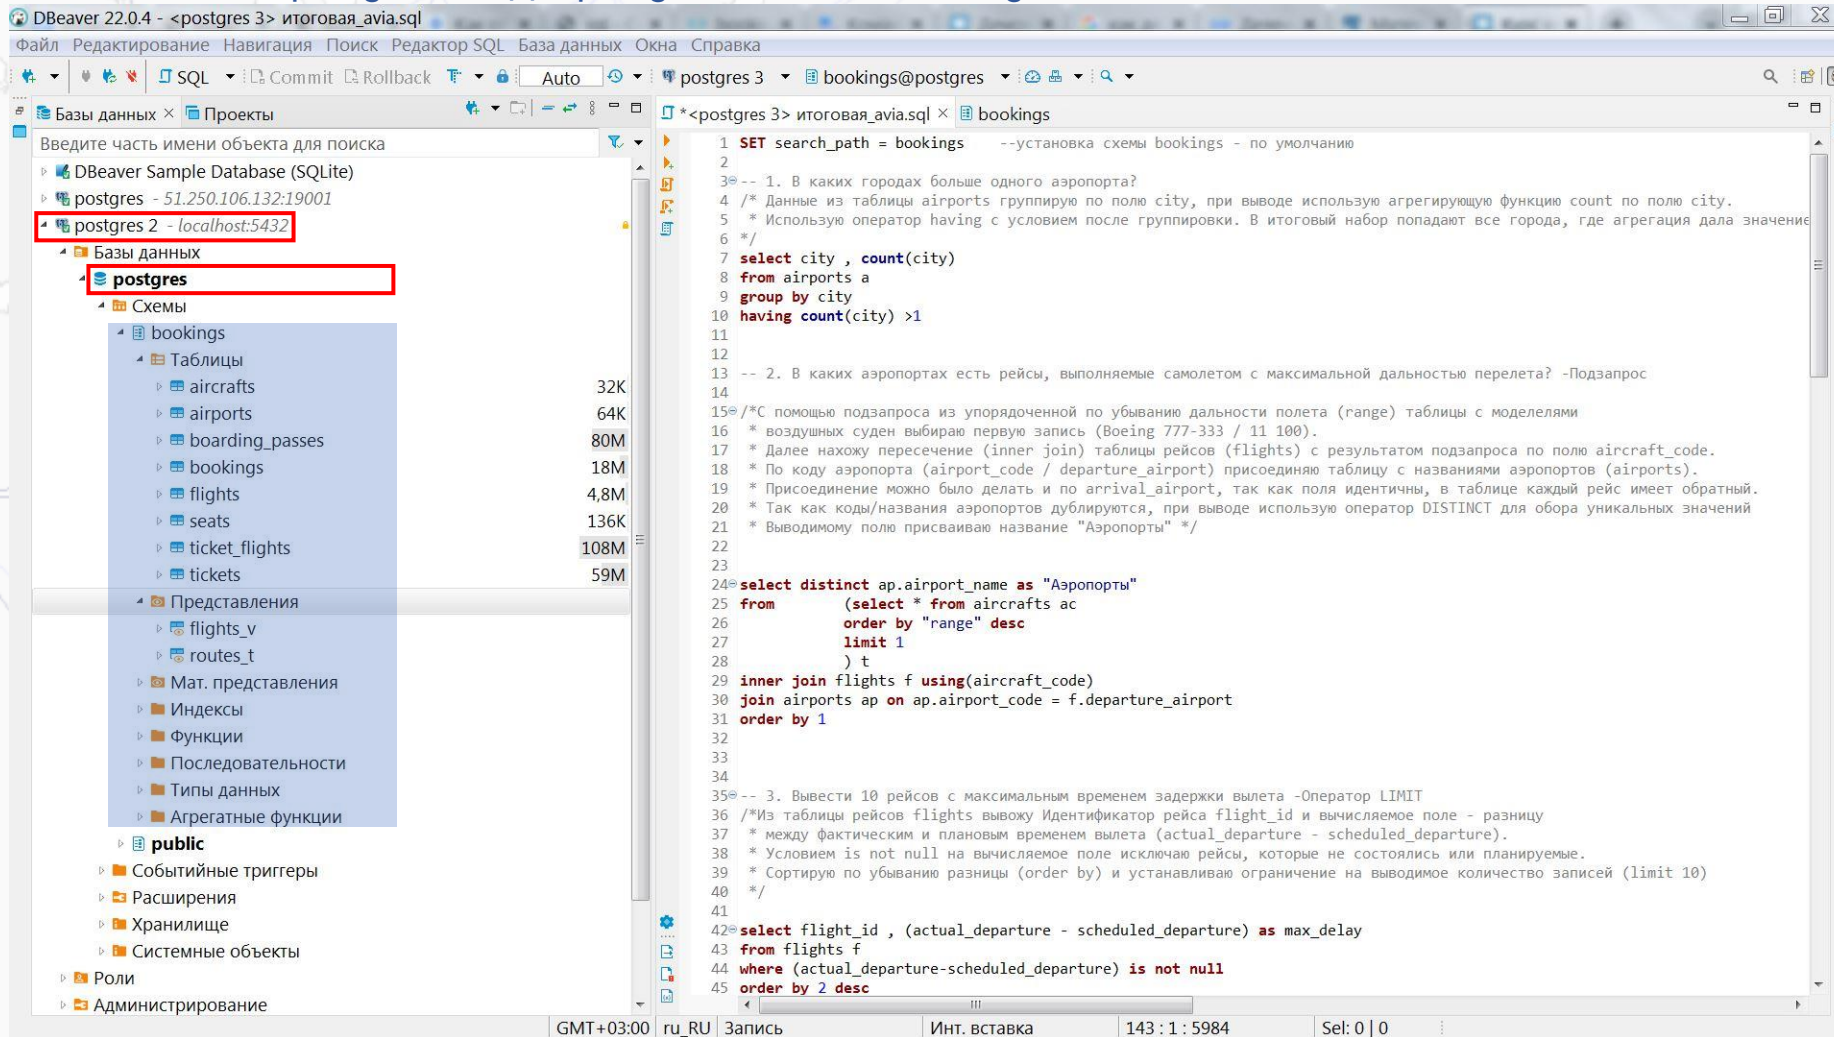 DBeaver 22.0.4 - <postgres 3> итоговая_avia.sql
Файл Редактирование Навигация Поиск Редактор SQL База данных Окна Справка
SQL Commit Rollback Auto postgres 3 bookings@postgres
Базы данных Проекты
*<postgres 3> итоговая_avia.sql bookings
Введите часть имени объекта для поиска
DBeaver Sample Database (SQLite)
postgres - 51.250.106.132:19001
postgres 2 - localhost:5432
Базы данных
postgres
Схемы
bookings
Таблицы
aircrafts 32K
airports 64K
boarding_passes 80M
bookings 18M
flights 4,8M
seats 136K
ticket_flights 108M
tickets 59M
Представления
flights_v
routes_t
Мат. представления
Индексы
Функции
Последовательности
Типы данных
Агрегатные функции
public
Событийные триггеры
Расширения
Хранилище
Системные объекты
Роли
Администрирование
1 SET search_path = bookings --установка схемы bookings - по умолчанию
2
3 -- 1. В каких городах больше одного аэропорта?
4 /* Данные из таблицы airports группирую по полю city, при выводе использую агрегирующую функцию count по полю city.
5 * Использую оператор having с условием после группировки. В итоговый набор попадают все города, где агрегация дала значение
6 */
7 select city , count(city)
8 from airports a
9 group by city
10 having count(city) >1
11
12
13 -- 2. В каких аэропортах есть рейсы, выполняемые самолетом с максимальной дальностью перелета? -Подзапрос
14
15 /*С помощью подзапроса из упорядоченной по убыванию дальности полета (range) таблицы с моделелями
16 * воздушных суден выбираю первую запись (Boeing 777-333 / 11 100).
17 * Далее нахожу пересечение (inner join) таблицы рейсов (flights) с результатом подзапроса по полю aircraft_code.
18 * По коду аэропорта (airport_code / departure_airport) присоединяю таблицу с названиями аэропортов (airports).
19 * Присоединение можно было делать и по arrival_airport, так как поля идентичны, в таблице каждый рейс имеет обратный.
20 * Так как коды/названия аэропортов дублируются, при выводе использую оператор DISTINCT для обора уникальных значений
21 * Выводимому полю присваиваю название "Аэропорты" */
22
23
24 select distinct ap.airport_name as "Аэропорты"
25 from (select * from aircrafts ac
26 order by "range" desc
27 limit 1
28 ) t
29 inner join flights f using(aircraft_code)
30 join airports ap on ap.airport_code = f.departure_airport
31 order by 1
32
33
34
35 -- 3. Вывести 10 рейсов с максимальным временем задержки вылета -Оператор LIMIT
36 /*Из таблицы рейсов flights вывожу Идентификатор рейса flight_id и вычисляемое поле - разницу
37 * между фактическим и плановым временем вылета (actual_departure - scheduled_departure).
38 * Условием is not null на вычисляемое поле исключаю рейсы, которые не состоялись или планируемые.
39 * Сортирую по убыванию разницы (order by) и устанавливаю ограничение на выводимое количество записей (limit 10)
40 */
41
42 select flight_id , (actual_departure - scheduled_departure) as max_delay
43 from flights f
44 where (actual_departure-scheduled_departure) is not null
45 order by 2 desc
GMT+03:00 ru_RU Запись Инт. вставка 143 : 1 : 5984 Sel: 0 | 0